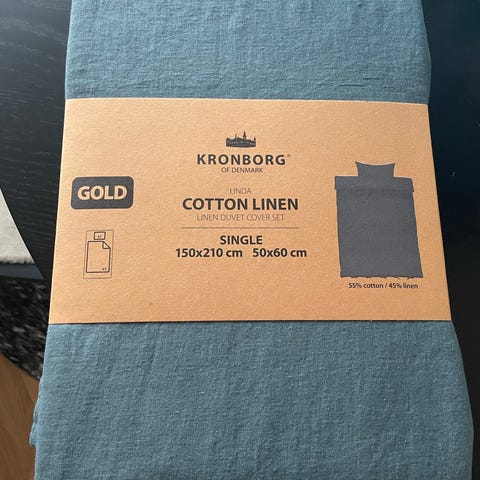 KRONBORG®
OF DENMARK
GOLD
LINDA
COTTON LINEN
LINEN DUVET COVER SET
SINGLE
150x210 cm 50x60 cm
55% cotton / 45% linen